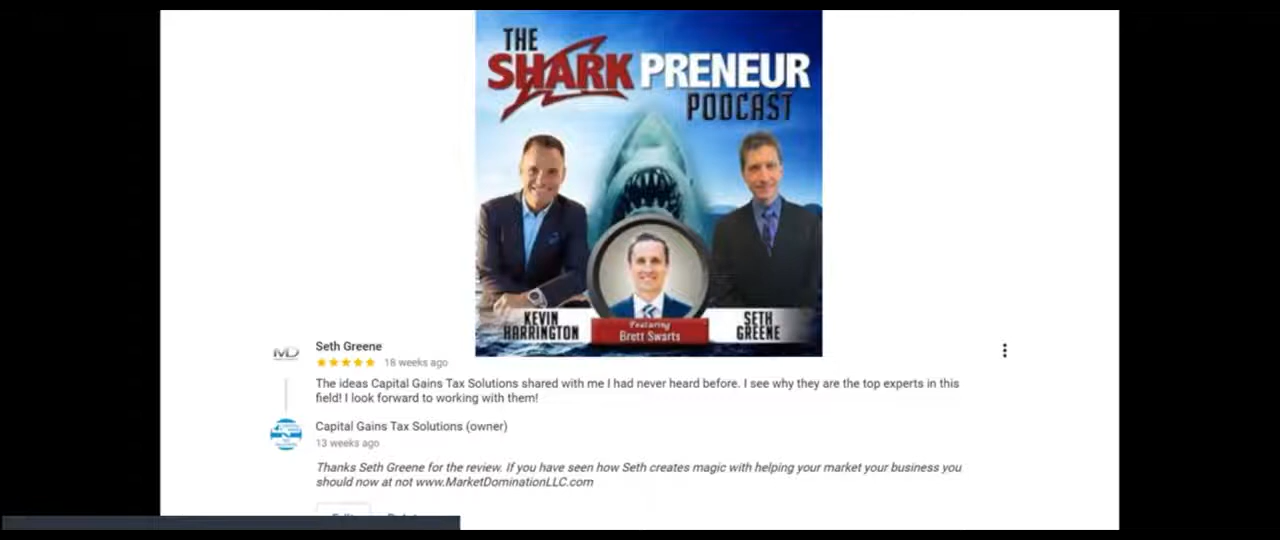 THE
SHARK PRENEUR
PODCAST
KEVIN
HARRINGTON
Featuring
Brett Swarts
SETH
GREENE
MD
Seth Greene
18 weeks ago
The ideas Capital Gains Tax Solutions shared with me I had never heard before. I see why they are the top experts in this
field! I look forward to working with them!
Capital Gains Tax Solutions (owner)
13 weeks ago
Thanks Seth Greene for the review. If you have seen how Seth creates magic with helping your market your business you
should now at not www.MarketDominationLLC.com